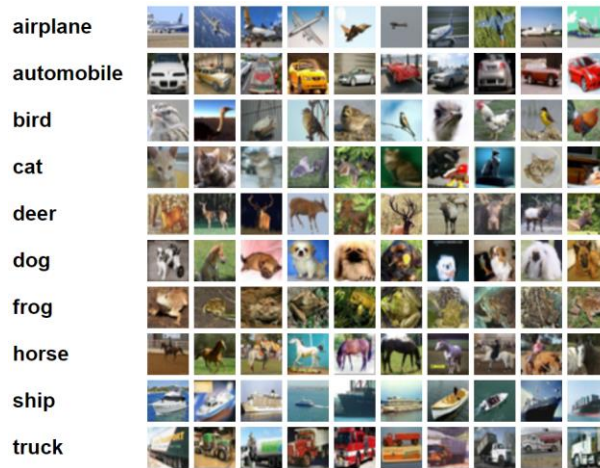 airplane
automobile
bird
cat
deer
dog
frog
horse
ship
truck